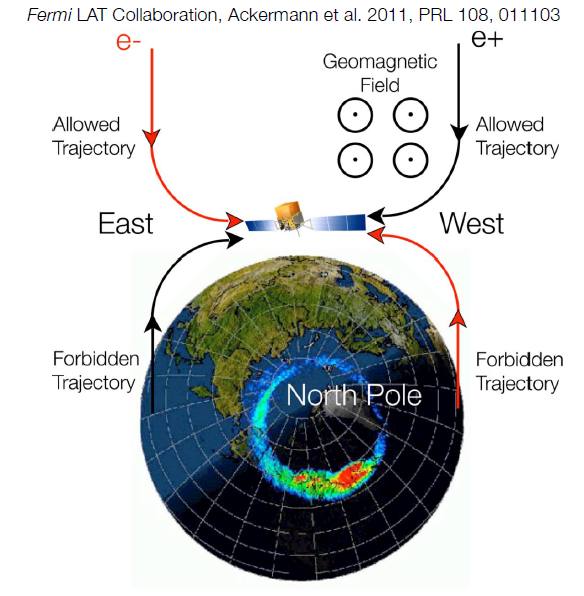 Fermi LAT Collaboration, Ackermann et al. 2011, PRL 108, 011103
e-
e+
Geomagnetic
Field
Allowed
Trajectory
Allowed
Trajectory
East
West
Forbidden
Trajectory
Forbidden
Trajectory
North Pole